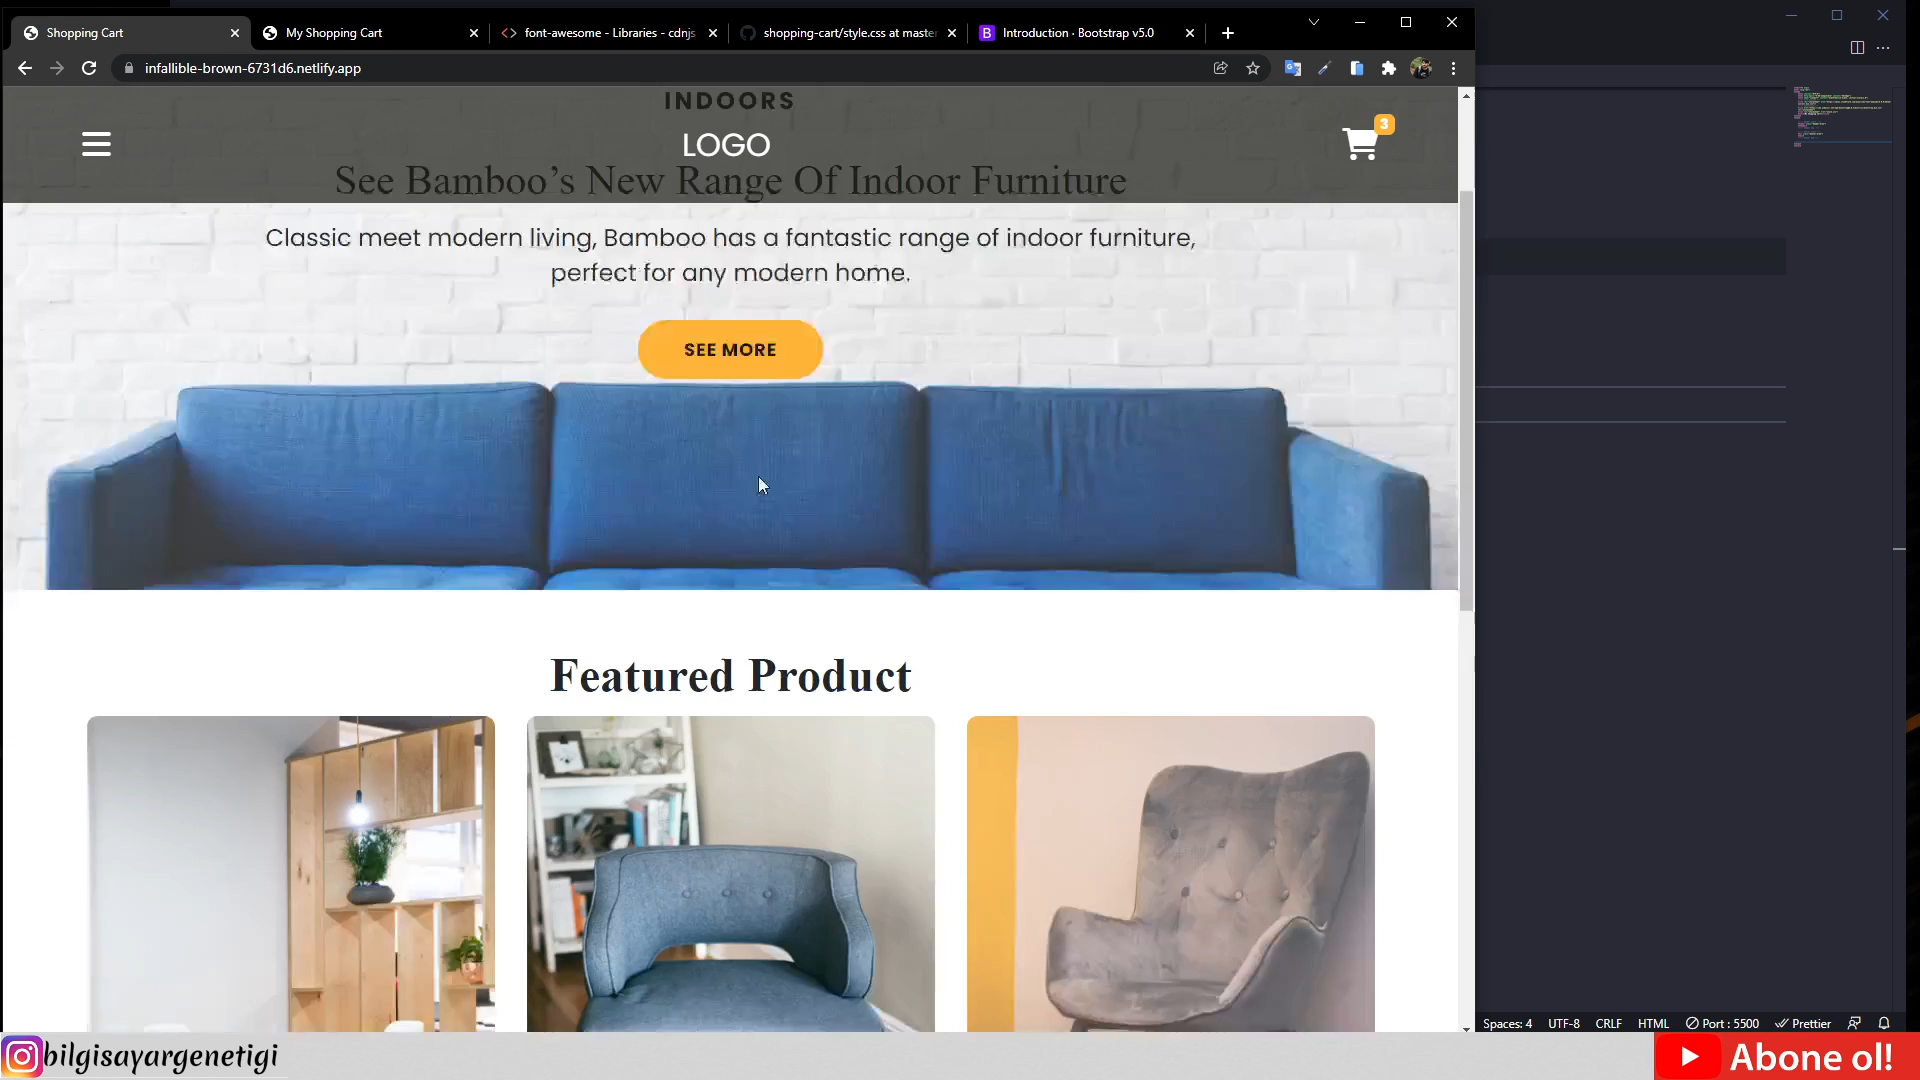 Shopping Cart
My Shopping Cart
font-awesome - Libraries - cdnjs
shopping-cart/style.css at master
Introduction · Bootstrap v5.0
infallible-brown-6731d6.netlify.app
INDOORS
LOGO
3
See Bamboo’s New Range Of Indoor Furniture
Classic meet modern living, Bamboo has a fantastic range of indoor furniture,
perfect for any modern home.
SEE MORE
Featured Product
Spaces: 4 UTF-8 CRLF HTML Port : 5500 Prettier
bilgisayargenetigi
Abone ol!